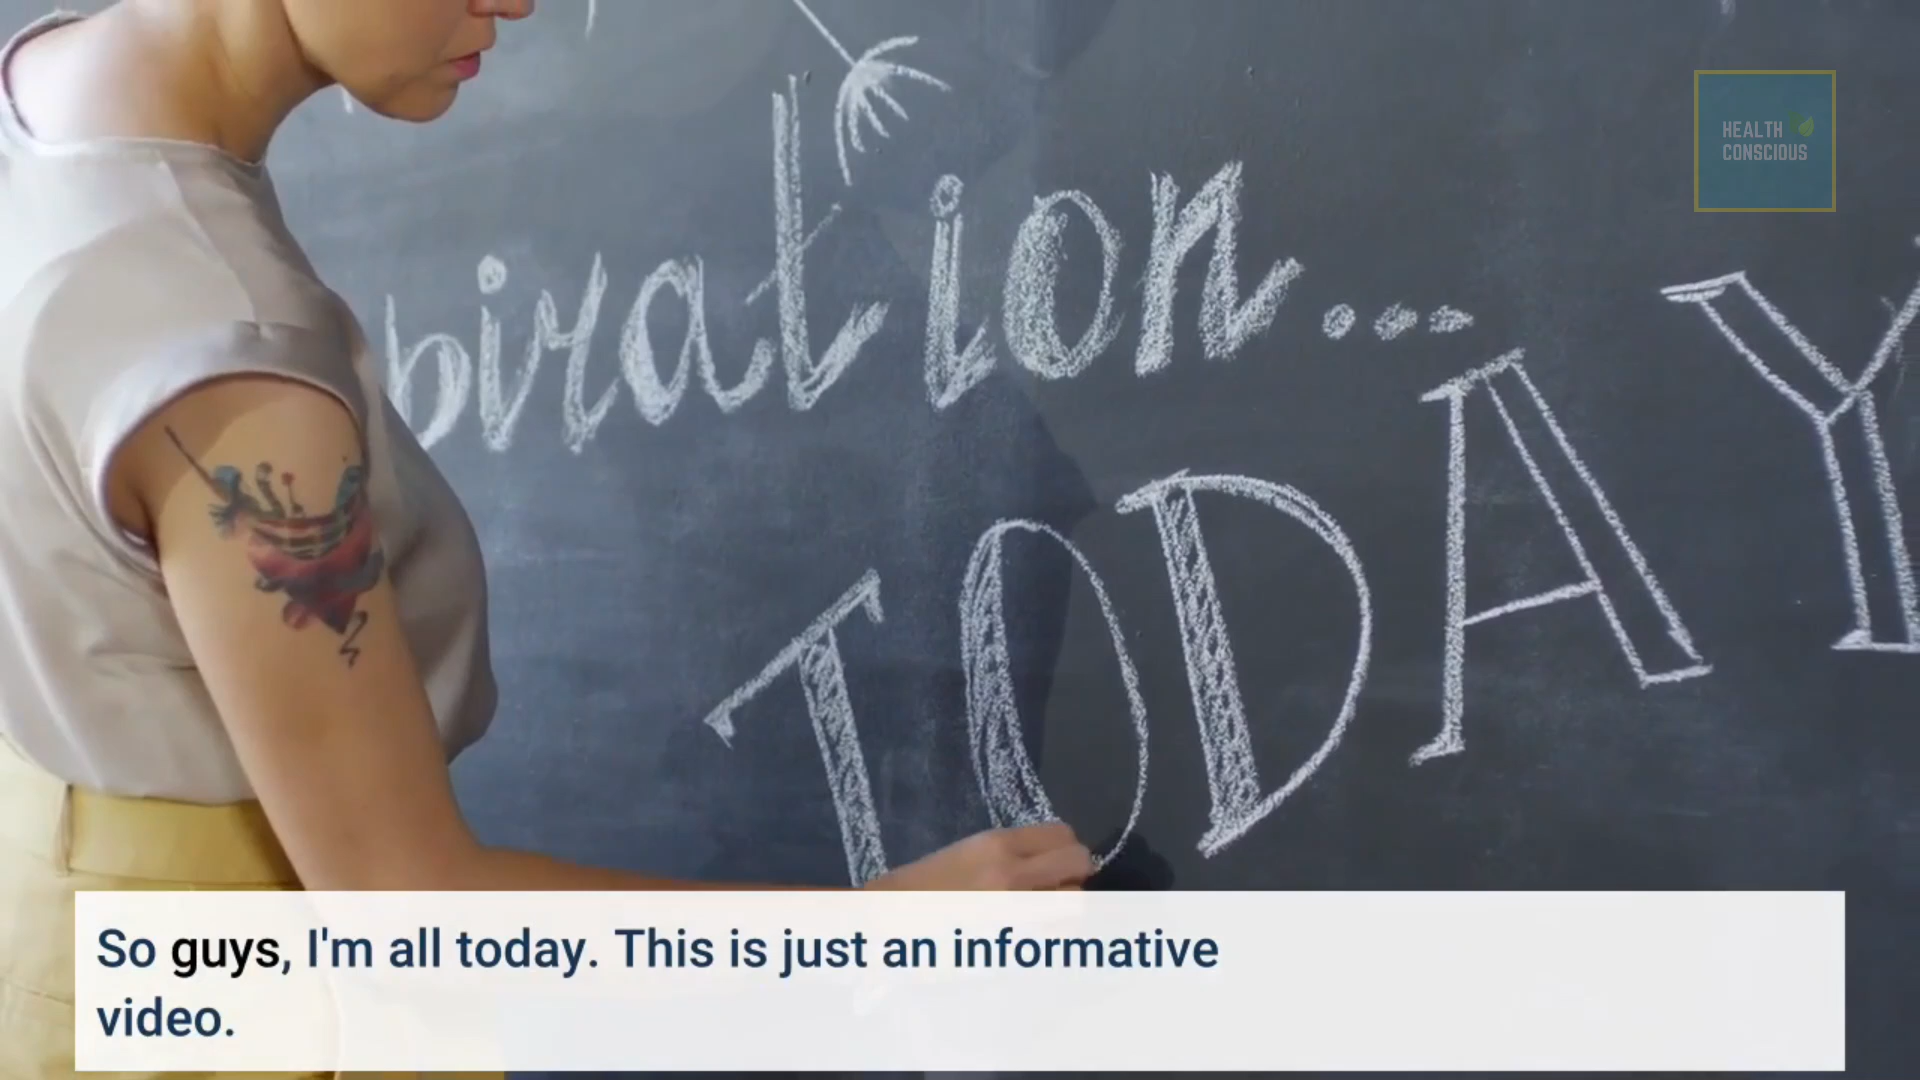 HEALTH
CONSCIOUS
piration...
TODAY
So guys, I'm all today. This is just an informative
video.